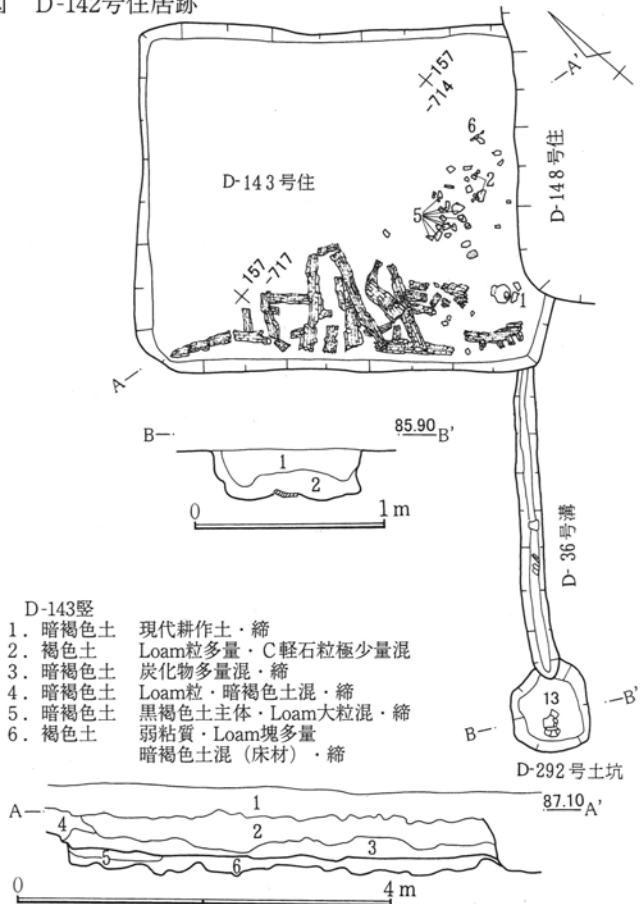 D-142号住居跡
157
-714
A'
6
D-148号住
2
D-143号住
5
157
-717
1
A
B
85.90
B'
1
2
0
1m
D-36号溝
D-143竪
1. 暗褐色土 現代耕作土・締
2. 褐色土 Loam粒多量・C軽石粒極少量混
3. 暗褐色土 炭化物多量混・締
4. 暗褐色土 Loam粒・暗褐色土混・締
5. 暗褐色土 黒褐色土主体・Loam大粒混・締
6. 褐色土 弱粘質・Loam塊多量
暗褐色土混（床材）・締
13
B'
B
D-292号土坑
A
1
87.10
A'
4
2
3
5
6
0
4m